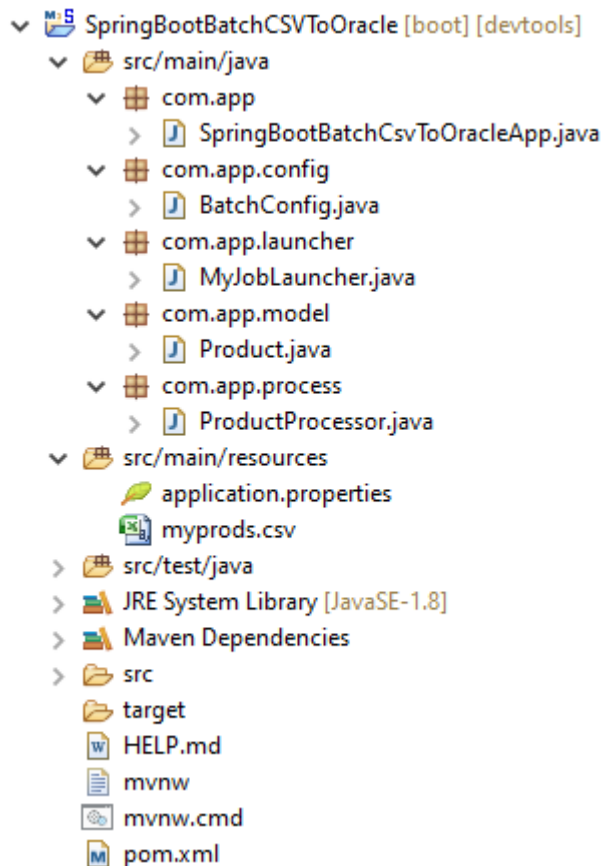 SpringBootBatchCSVToOracle [boot] [devtools]
src/main/java
com.app
SpringBootBatchCsvToOracleApp.java
com.app.config
BatchConfig.java
com.app.launcher
MyJobLauncher.java
com.app.model
Product.java
com.app.process
ProductProcessor.java
src/main/resources
application.properties
myprods.csv
src/test/java
JRE System Library [JavaSE-1.8]
Maven Dependencies
src
target
HELP.md
mvnw
mvnw.cmd
pom.xml